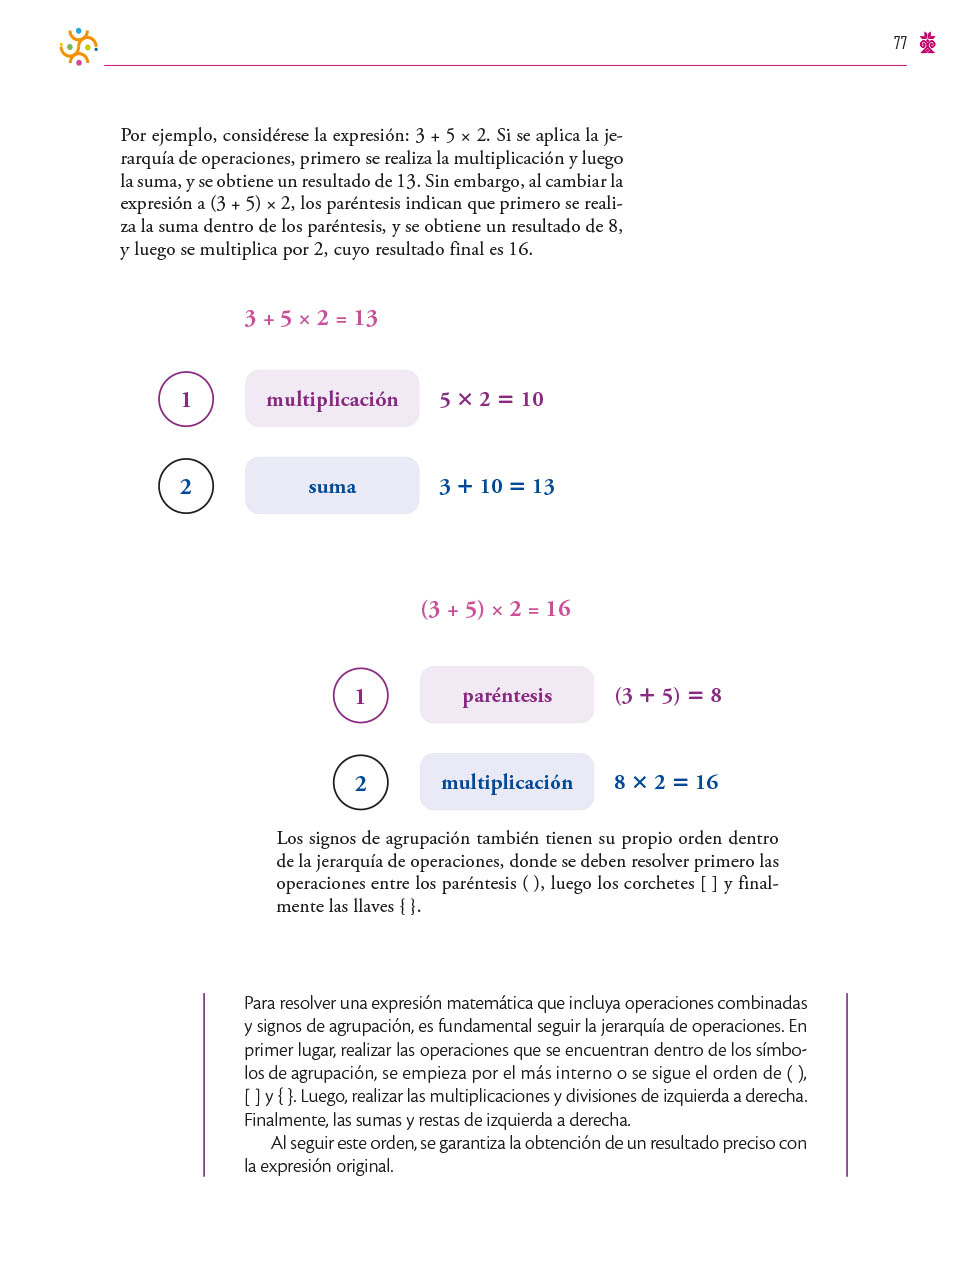 77
Por ejemplo, considérese la expresión: 3 + 5 × 2. Si se aplica la je-
rarquía de operaciones, primero se realiza la multiplicación y luego
la suma, y se obtiene un resultado de 13. Sin embargo, al cambiar la
expresión a (3 + 5) × 2, los paréntesis indican que primero se reali-
za la suma dentro de los paréntesis, y se obtiene un resultado de 8,
y luego se multiplica por 2, cuyo resultado final es 16.
3 + 5 × 2 = 13
1 multiplicación 5 × 2 = 10
2 suma 3 + 10 = 13
(3 + 5) × 2 = 16
1 paréntesis (3 + 5) = 8
2 multiplicación 8 × 2 = 16
Los signos de agrupación también tienen su propio orden dentro
de la jerarquía de operaciones, donde se deben resolver primero las
operaciones entre los paréntesis ( ), luego los corchetes [ ] y final-
mente las llaves { }.
Para resolver una expresión matemática que incluya operaciones combinadas
y signos de agrupación, es fundamental seguir la jerarquía de operaciones. En
primer lugar, realizar las operaciones que se encuentran dentro de los símbo-
los de agrupación, se empieza por el más interno o se sigue el orden de ( ),
[ ] y { }. Luego, realizar las multiplicaciones y divisiones de izquierda a derecha.
Finalmente, las sumas y restas de izquierda a derecha.
Al seguir este orden, se garantiza la obtención de un resultado preciso con
la expresión original.